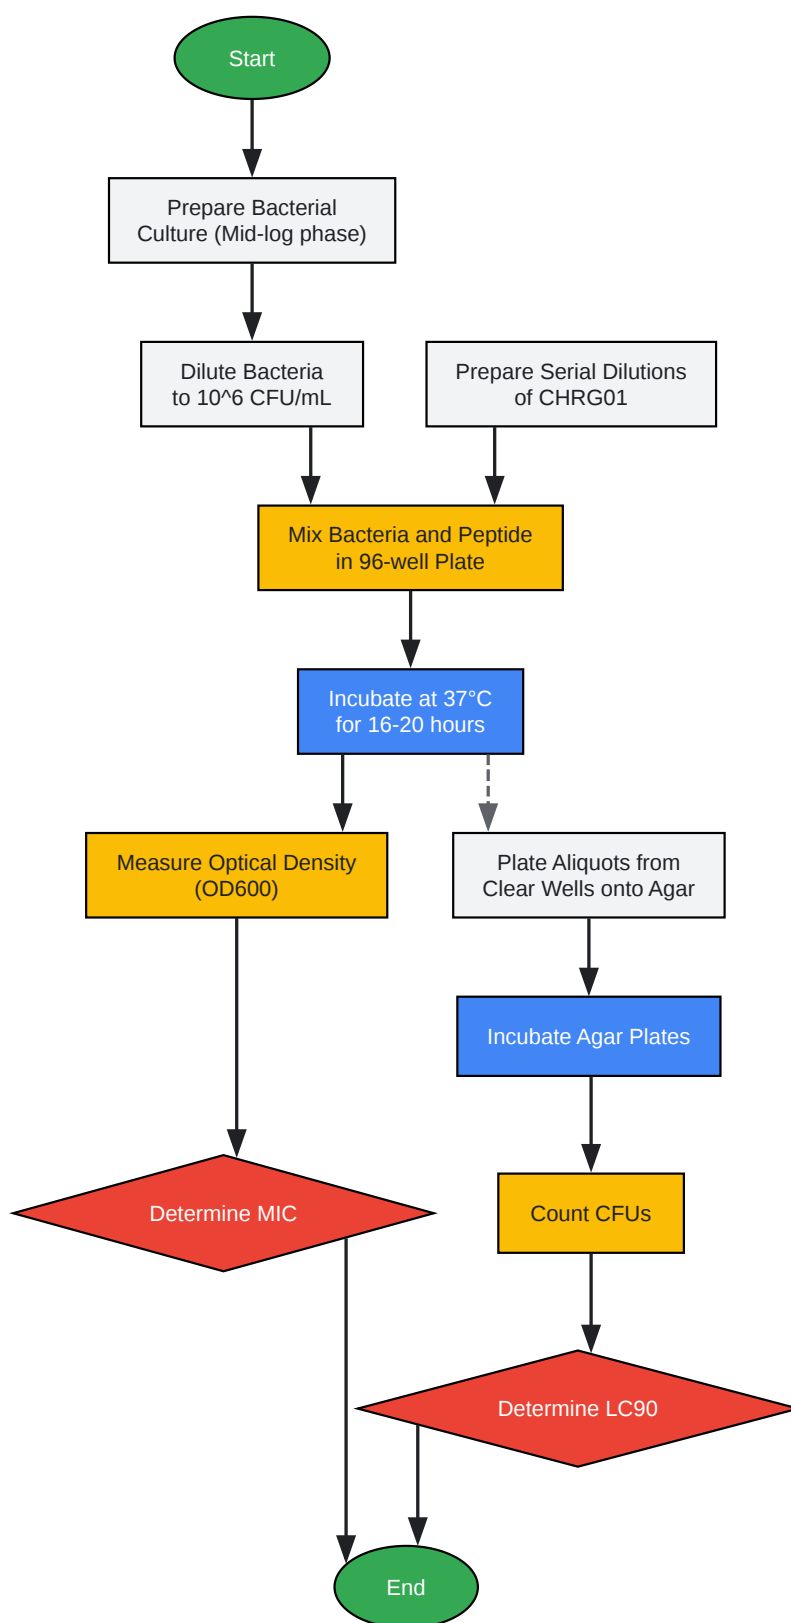 Start
Prepare Bacterial
Culture (Mid-log phase)
Dilute Bacteria
to 10^6 CFU/mL
Prepare Serial Dilutions
of CHRG01
Mix Bacteria and Peptide
in 96-well Plate
Incubate at 37°C
for 16-20 hours
Measure Optical Density
(OD600)
Plate Aliquots from
Clear Wells onto Agar
Incubate Agar Plates
Determine MIC
Count CFUs
Determine LC90
End